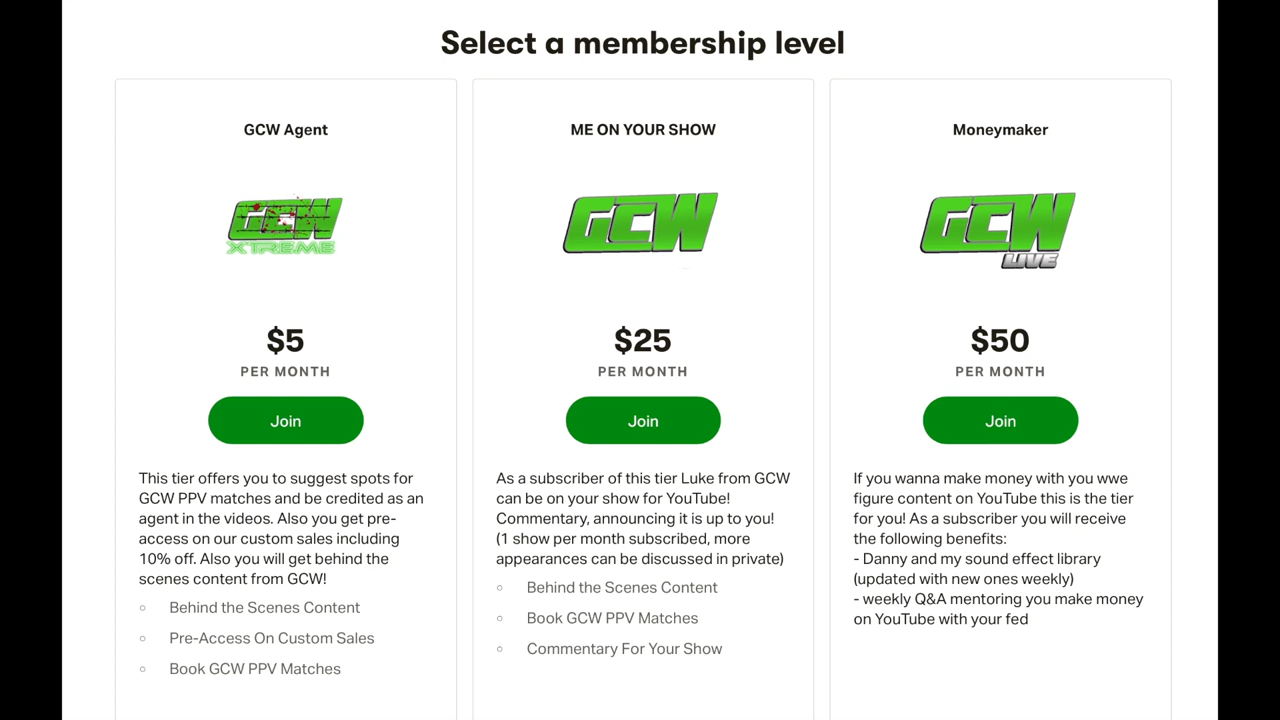 Select a membership level
GCW Agent
GCW
XTREME
$5
PER MONTH
Join
This tier offers you to suggest spots for
GCW PPV matches and be credited as an
agent in the videos. Also you get pre-
access on our custom sales including
10% off. Also you will get behind the
scenes content from GCW!
Behind the Scenes Content
Pre-Access On Custom Sales
Book GCW PPV Matches
ME ON YOUR SHOW
GCW
$25
PER MONTH
Join
As a subscriber of this tier Luke from GCW
can be on your show for YouTube!
Commentary, announcing it is up to you!
(1 show per month subscribed, more
appearances can be discussed in private)
Behind the Scenes Content
Book GCW PPV Matches
Commentary For Your Show
Moneymaker
GCW
LIVE
$50
PER MONTH
Join
If you wanna make money with you wwe
figure content on YouTube this is the tier
for you! As a subscriber you will receive
the following benefits:
- Danny and my sound effect library
(updated with new ones weekly)
- weekly Q&A mentoring you make money
on YouTube with your fed